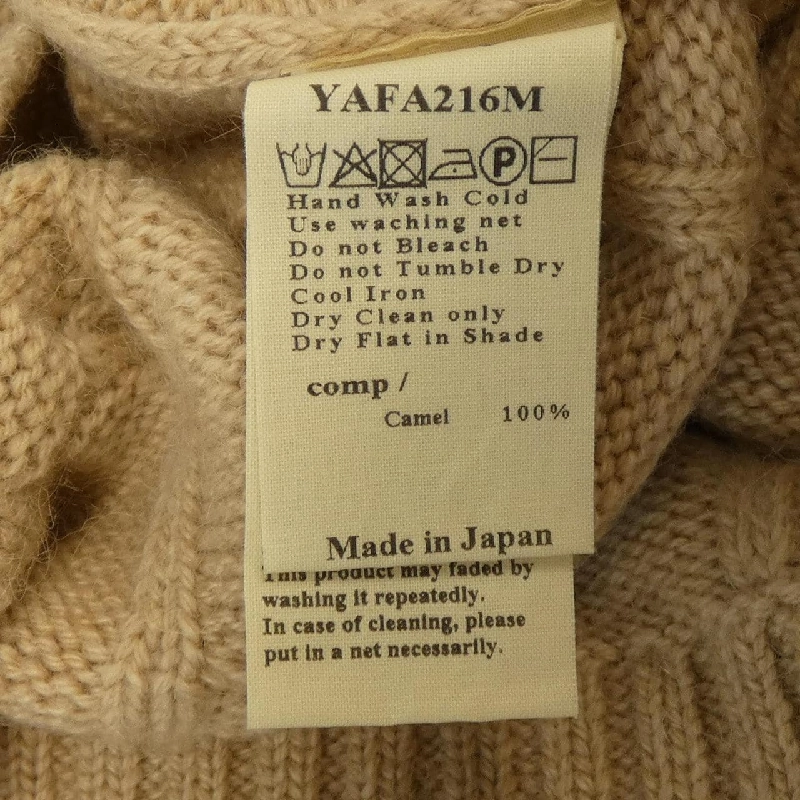 YAFA216M
P
Hand Wash Cold
Use waching net
Do not Bleach
Do not Tumble Dry
Cool Iron
Dry Clean only
Dry Flat in Shade
comp /
Camel 100%
Made in Japan
This product may faded by
washing it repeatedly.
In case of cleaning, please
put in a net necessarily.